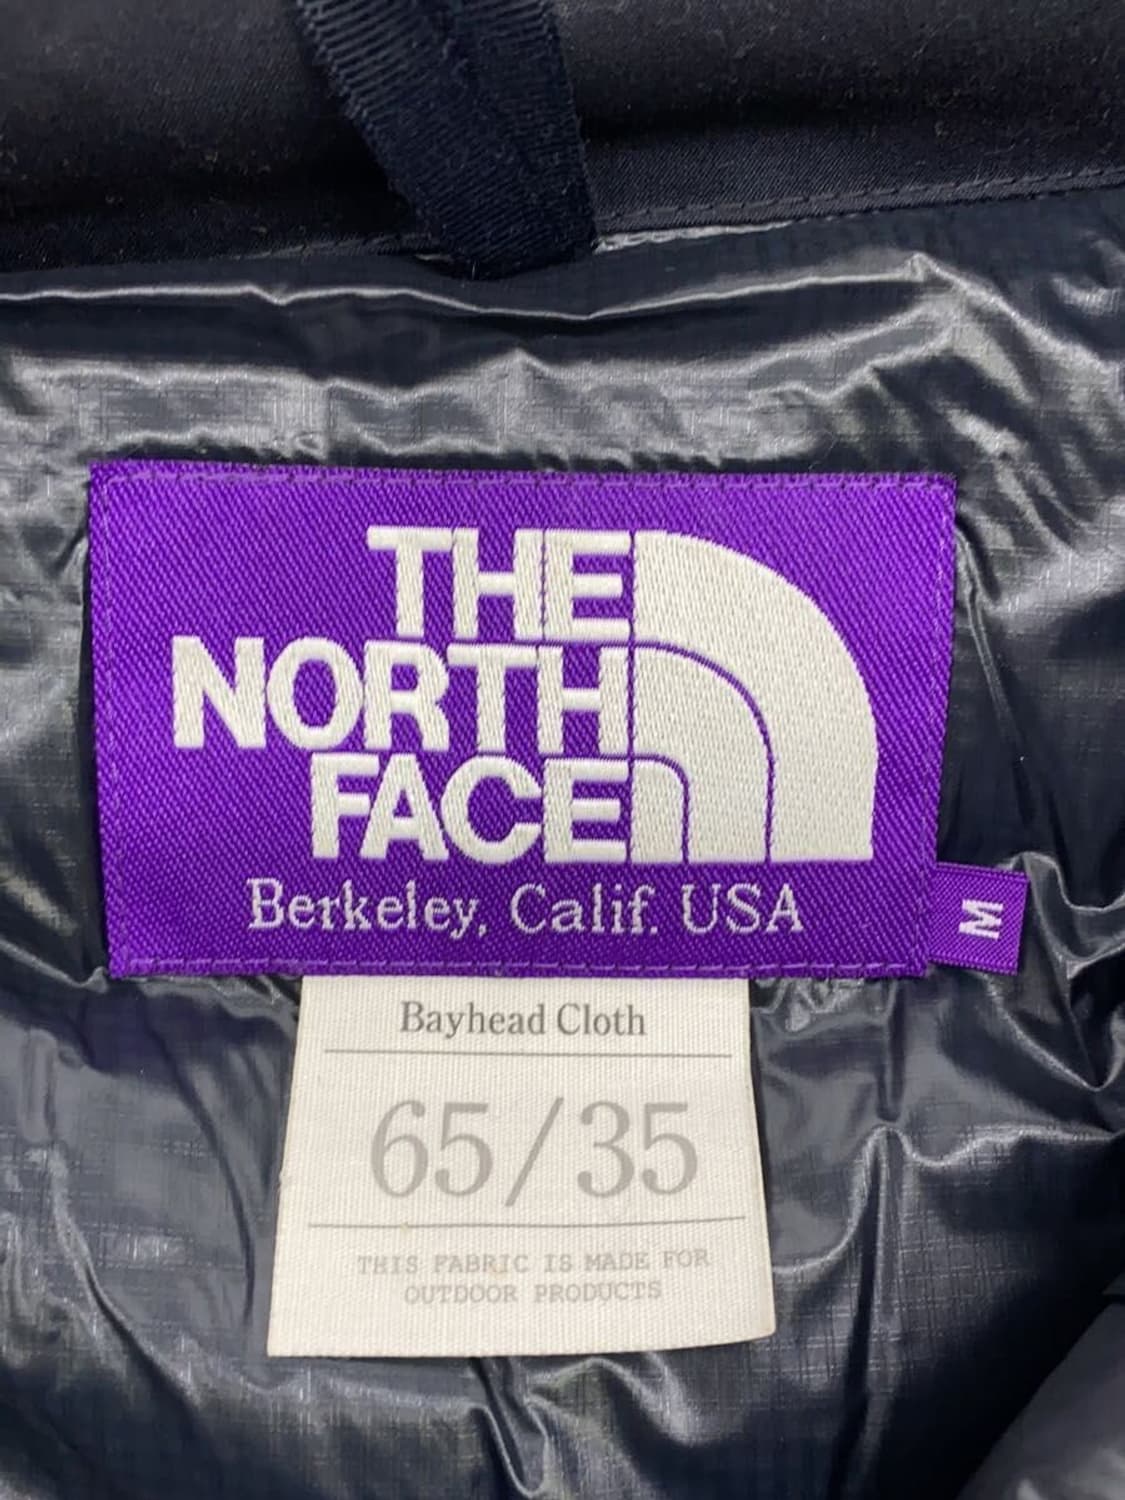 THE
NORTH
FACE
Berkeley, Calif. USA
M
Bayhead Cloth
65/35
THIS FABRIC IS MADE FOR
OUTDOOR PRODUCTS